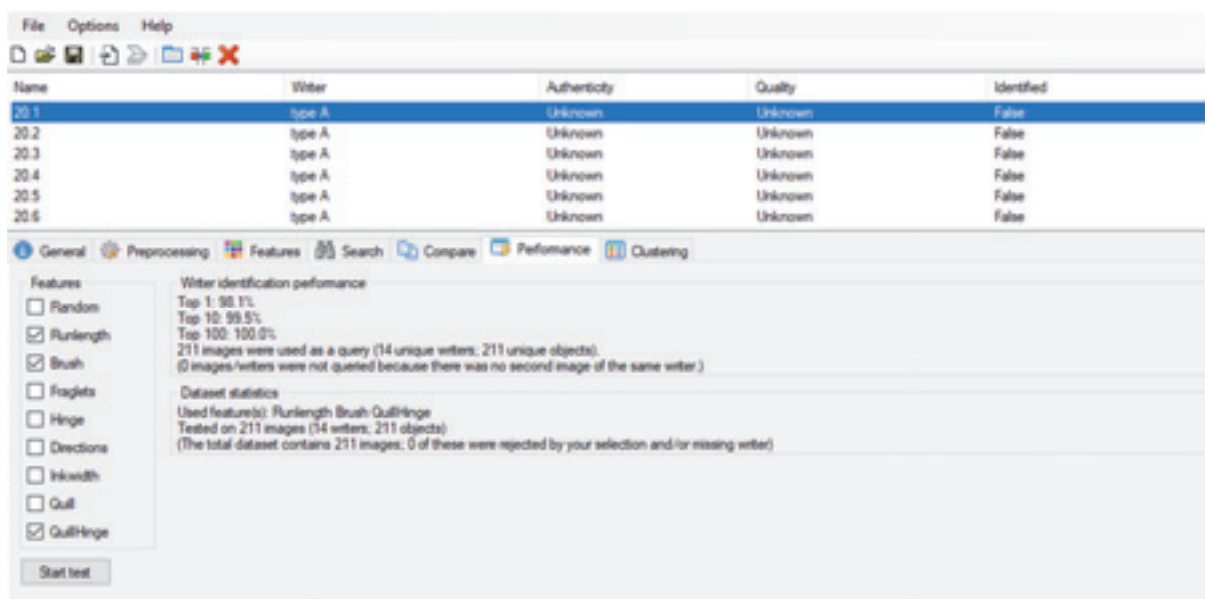 File Options Help
Name Writer Authenticity Quality Identified
20.1 type A Unknown Unknown False
20.2 type A Unknown Unknown False
20.3 type A Unknown Unknown False
20.4 type A Unknown Unknown False
20.5 type A Unknown Unknown False
20.6 type A Unknown Unknown False
General Preprocessing Features Search Compare Performance Clustering
Features Writer identification performance
Random Top 1: 98.1%
Top 10: 99.5%
Runlength Top 100: 100.0%
211 images were used as a query (14 unique writers; 211 unique objects).
Brush (0 images/writers were not queried because there was no second image of the same writer.)
Fraglets Dataset statistics
Used feature(s): Runlength Brush QuillHinge
Hinge Tested on 211 images (14 writers; 211 objects)
Directions (The total dataset contains 211 images; 0 of these were rejected by your selection and/or missing writer)
Inkwidth
Quill
QuillHinge
Start test